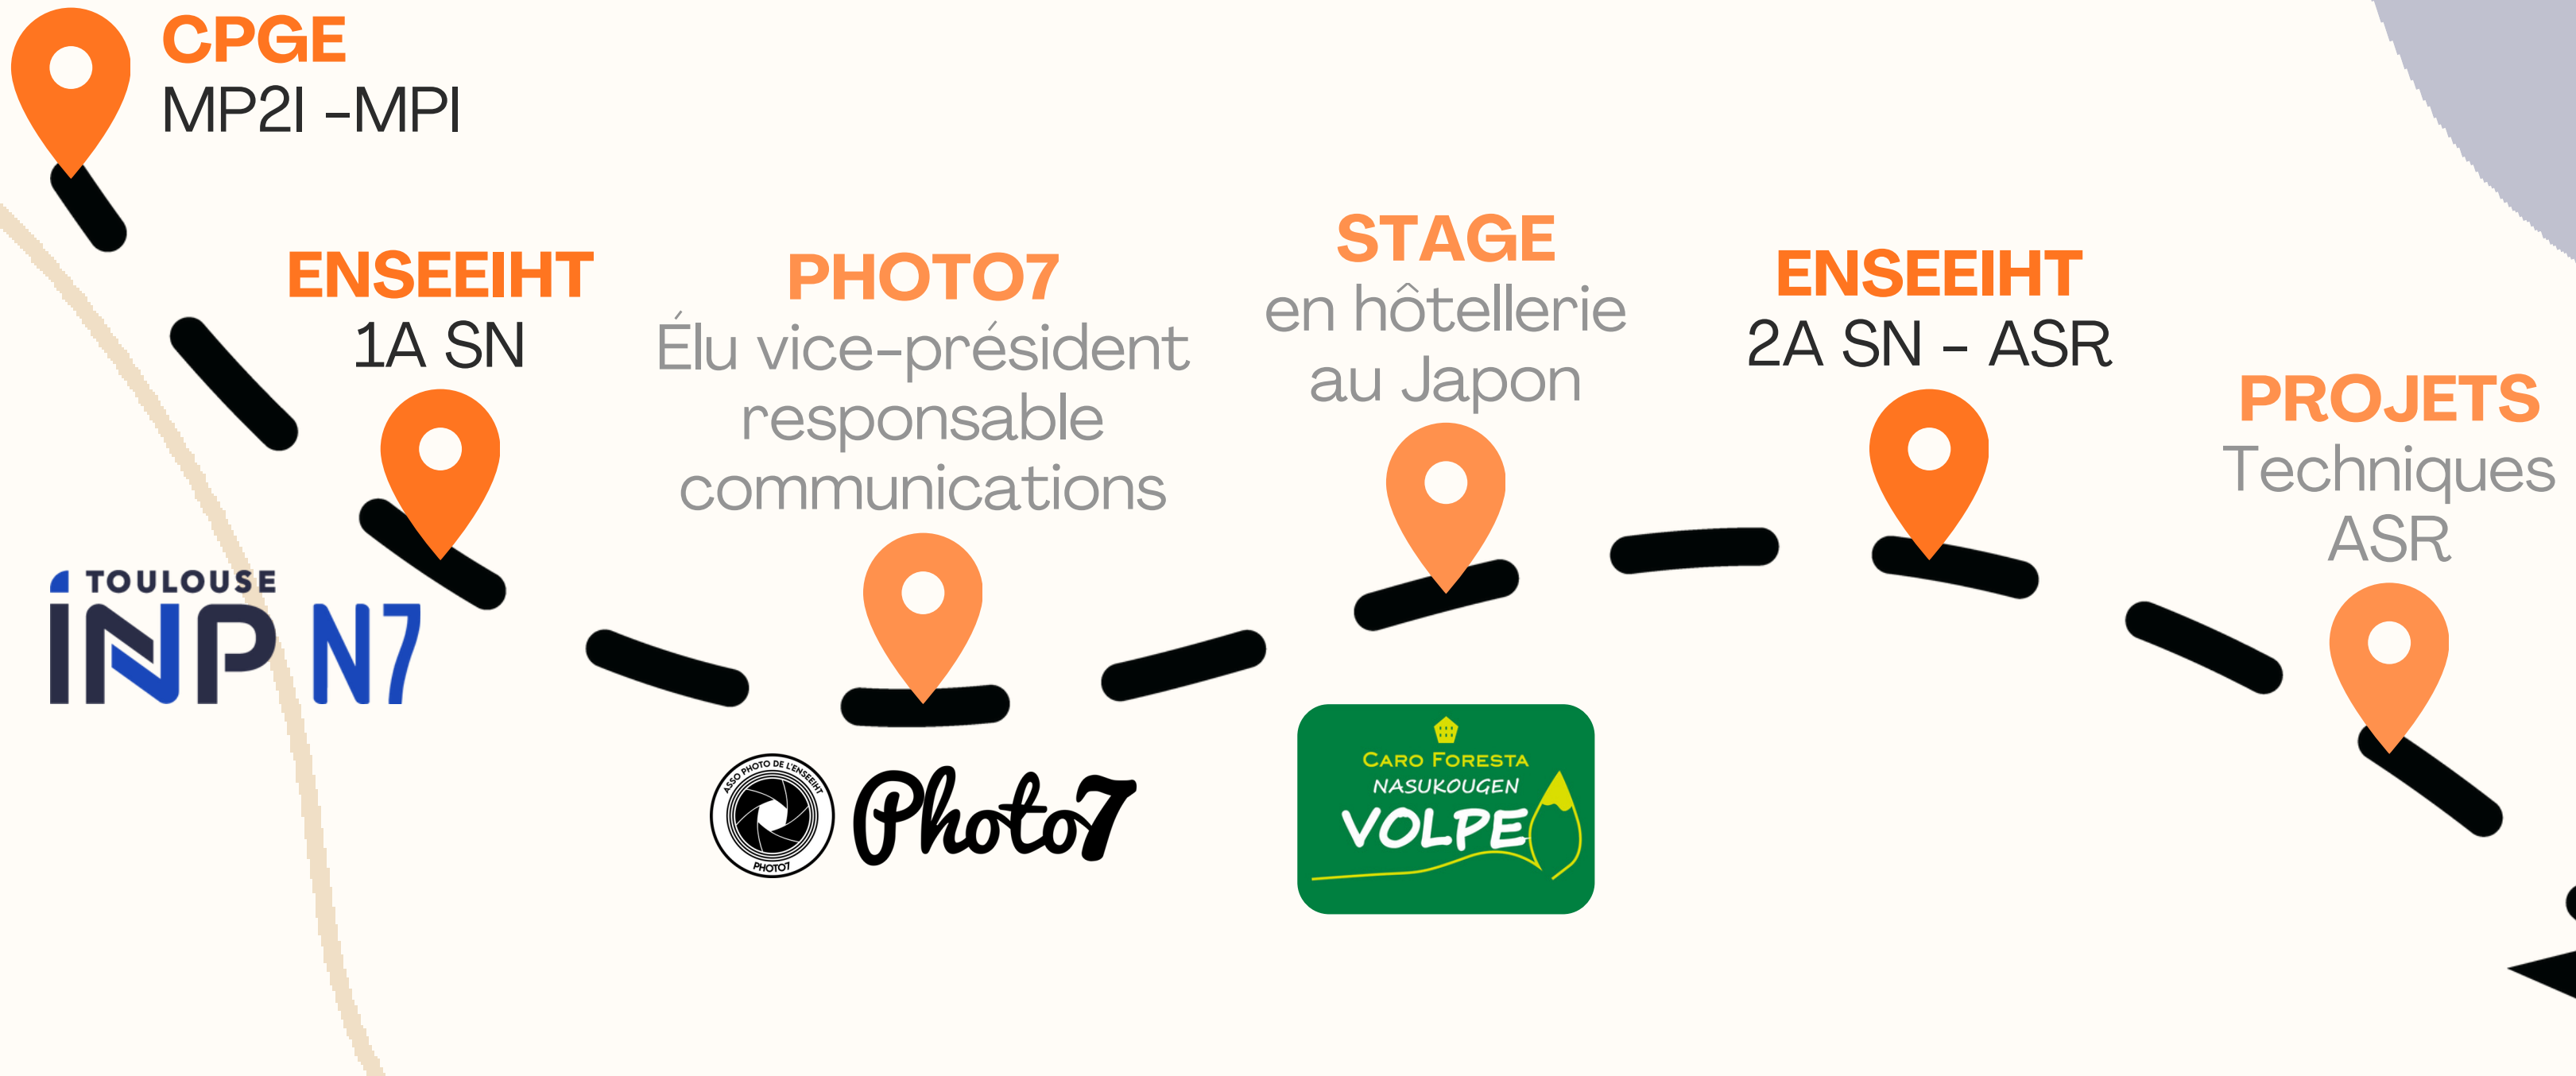 CPGE
MP2I -MPI
ENSEEIHT
1A SN
TOULOUSE
INP N7
PHOTO7
Élu vice-président
responsable
communications
ASSO PHOTO DE L'ENSEEIHT
PHOTO7
Photo7
STAGE
en hôtellerie
au Japon
CARO FORESTA
NASUKOUGEN
VOLPE
ENSEEIHT
2A SN - ASR
PROJETS
Techniques
ASR